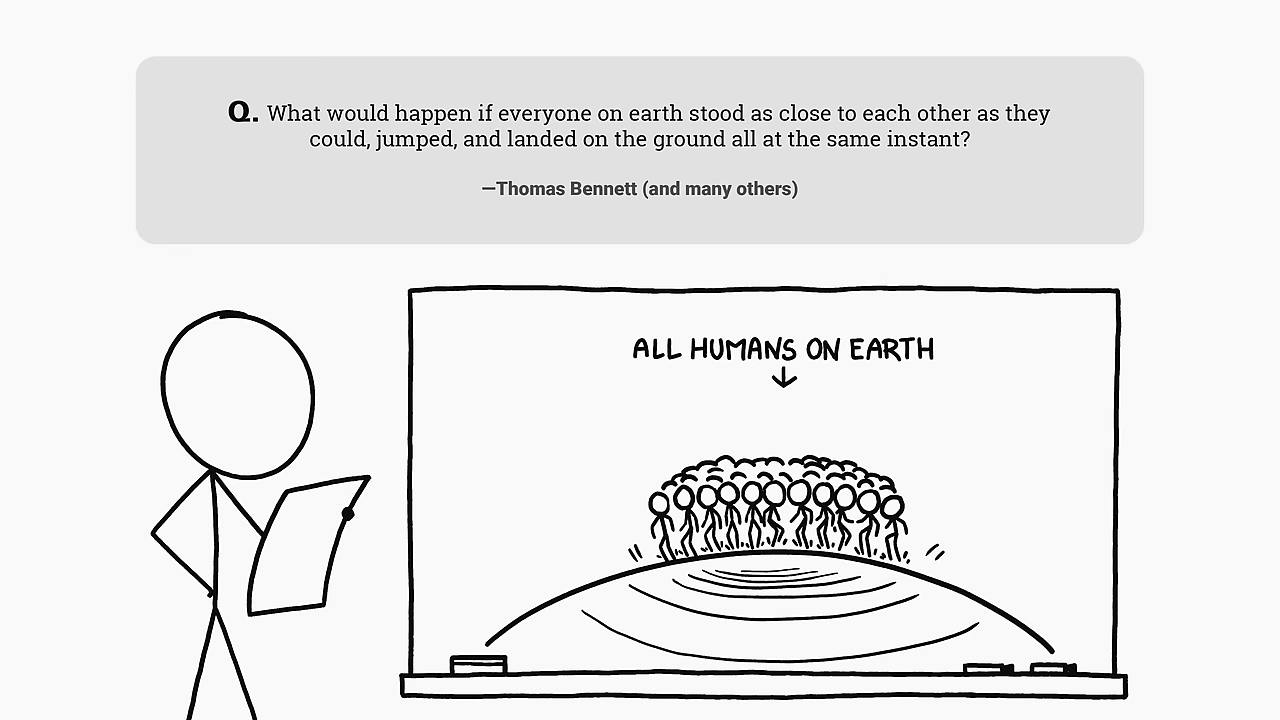 Q. What would happen if everyone on earth stood as close to each other as they
could, jumped, and landed on the ground all at the same instant?
—Thomas Bennett (and many others)
ALL HUMANS ON EARTH